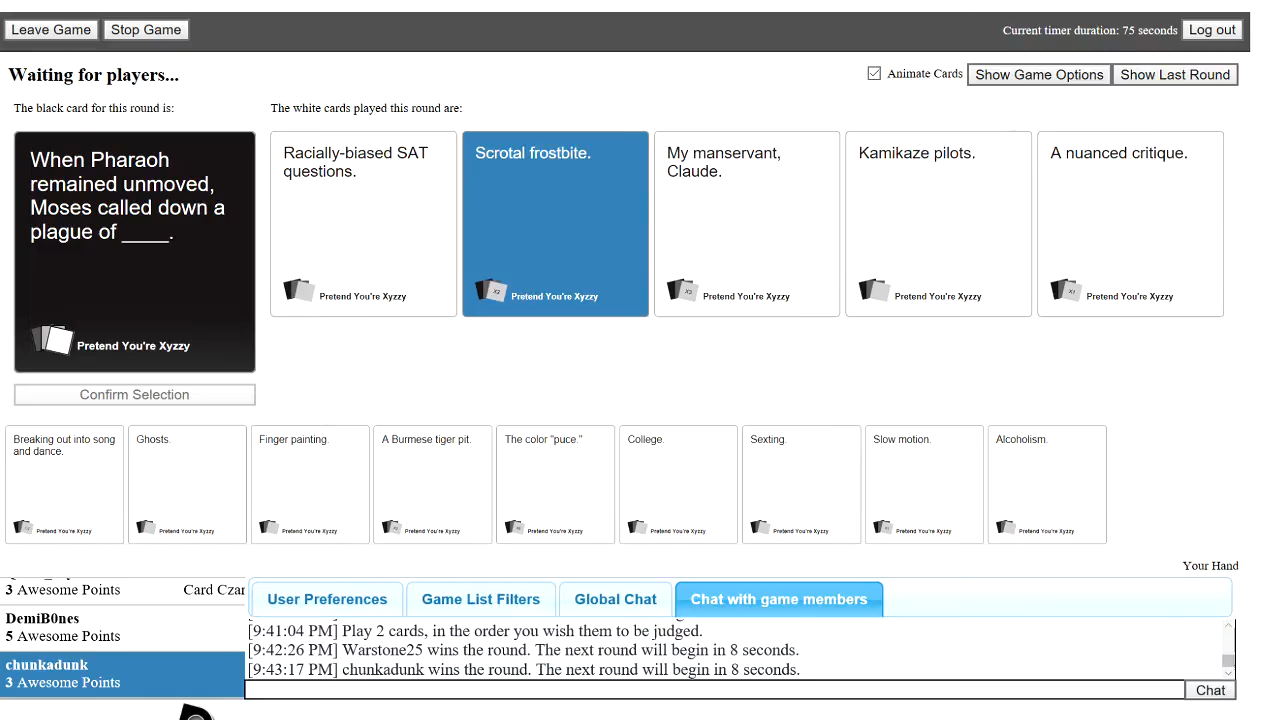 Leave Game
Stop Game
Current timer duration: 75 seconds
Log out
Waiting for players...
Animate Cards
Show Game Options
Show Last Round
The black card for this round is:
The white cards played this round are:
When Pharaoh
remained unmoved,
Moses called down a
plague of ____.
Pretend You're Xyzzy
Racially-biased SAT
questions.
Pretend You're Xyzzy
Scrotal frostbite.
X2
Pretend You're Xyzzy
My manservant,
Claude.
X3
Pretend You're Xyzzy
Kamikaze pilots.
Pretend You're Xyzzy
A nuanced critique.
X1
Pretend You're Xyzzy
Confirm Selection
Breaking out into song
and dance.
Pretend You're Xyzzy
Ghosts.
Pretend You're Xyzzy
Finger painting.
Pretend You're Xyzzy
A Burmese tiger pit.
Pretend You're Xyzzy
The color "puce."
Pretend You're Xyzzy
College.
Pretend You're Xyzzy
Sexting.
Pretend You're Xyzzy
Slow motion.
Pretend You're Xyzzy
Alcoholism.
Pretend You're Xyzzy
Your Hand
3 Awesome Points
Card Czar
DemiB0nes
5 Awesome Points
chunkadunk
3 Awesome Points
User Preferences
Game List Filters
Global Chat
Chat with game members
[9:41:04 PM] Play 2 cards, in the order you wish them to be judged.
[9:42:26 PM] Warstone25 wins the round. The next round will begin in 8 seconds.
[9:43:17 PM] chunkadunk wins the round. The next round will begin in 8 seconds.
Chat